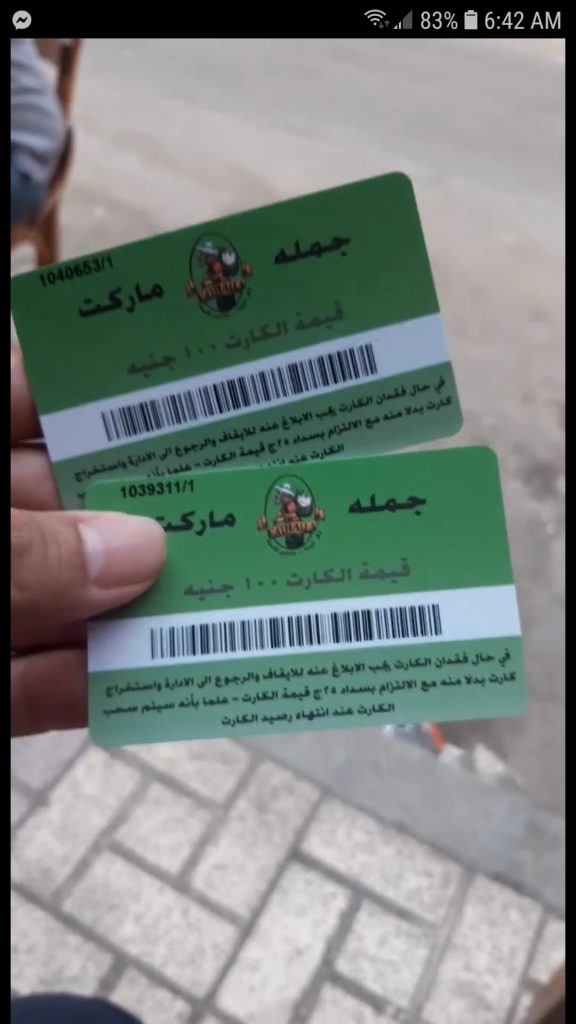 83% 6:42 AM
1040653/1
جمله ماركت
قيمة الكارت ١٠٠ جنيه
في حال فقدان الكارت يجب الابلاغ عنه للايقاف والرجوع الى الادارة واستخراج
كارت بدلا منه مع الالتزام بسداد ٢٥ج قيمة الكارت – علما بأنه
الكارت عند
1039311/1
جمله ماركت
قيمة الكارت ١٠٠ جنيه
في حال فقدان الكارت يجب الابلاغ عنه للايقاف والرجوع الى الادارة واستخراج
كارت بدلا منه مع الالتزام بسداد ٢٥ج قيمة الكارت – علما بأنه سيتم سحب
الكارت عند انتهاء رصيد الكارت